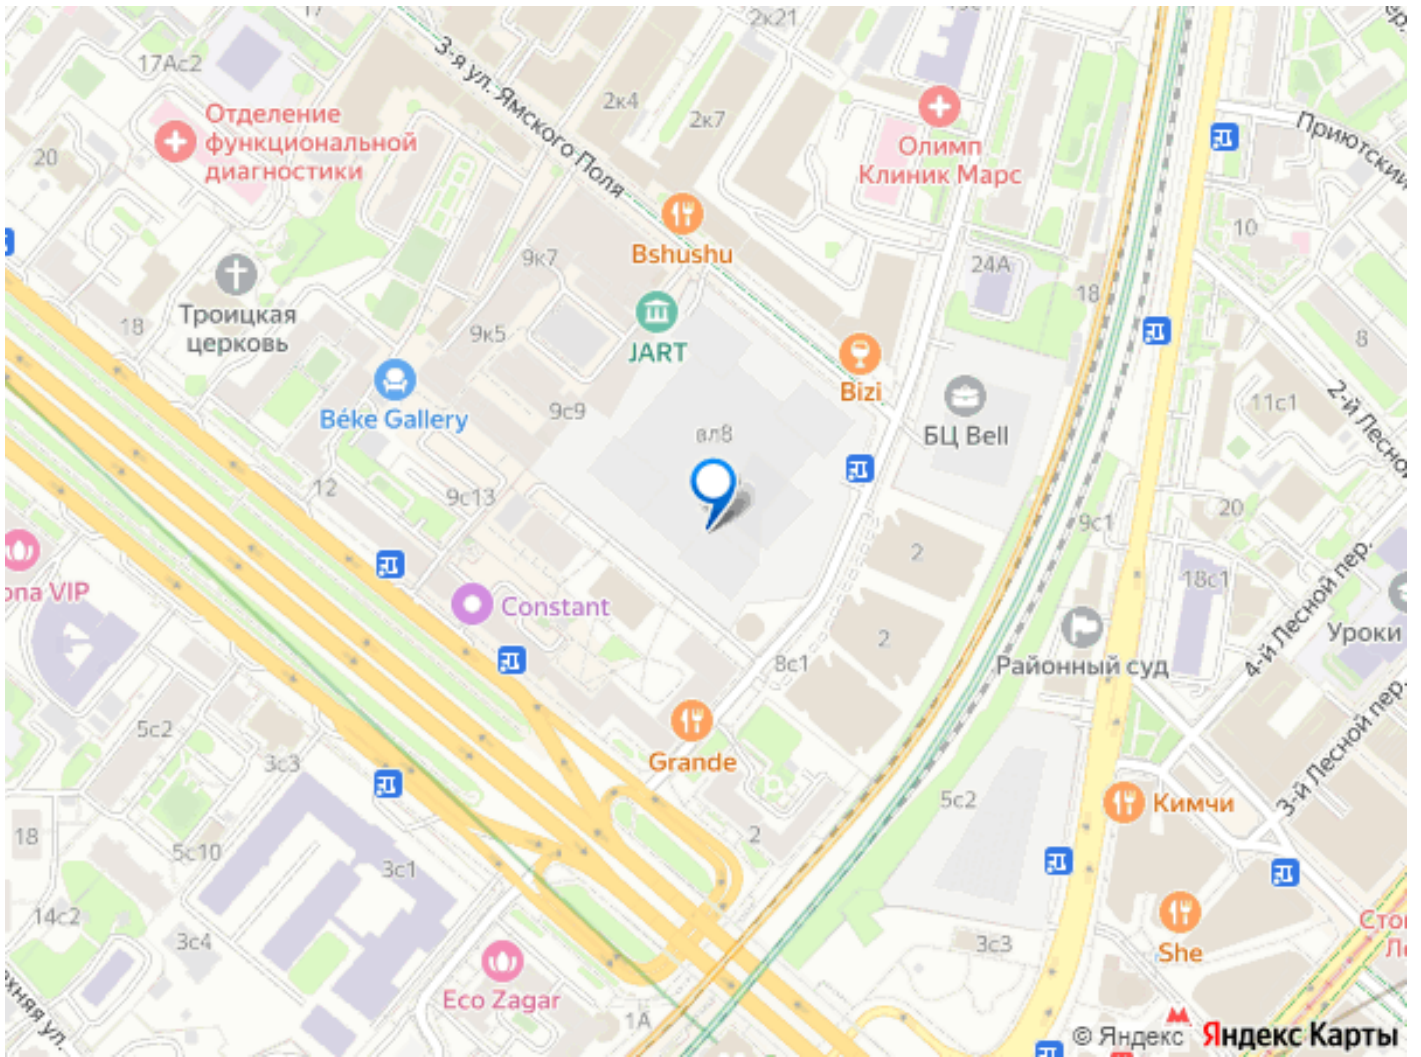 17
2к21
1с1
17Ас2
3-я ул. Ямского Поля
2к4
2к7
Отделение
функциональной
диагностики
20
Олимп
Клиник Марс
Приютский
10
Bshushu
9к7
24А
18
Троицкая
церковь
18
9к5
JART
8
Bizi
Béke Gallery
9с9
вл8
БЦ Bell
11с1
2-й Лесной
12
9с13
20
9с1
2
18с1
4-й Лесной пер.
ona VIP
Constant
2
Уроки
8с1
Районный суд
3-й Лесной пер.
5с2
Grande
3с3
5с2
Кимчи
18
2
5с10
3с1
14с2
3с4
3с3
She
Eco Zagar
1А
хняя ул.
© Яндекс Яндекс Карты